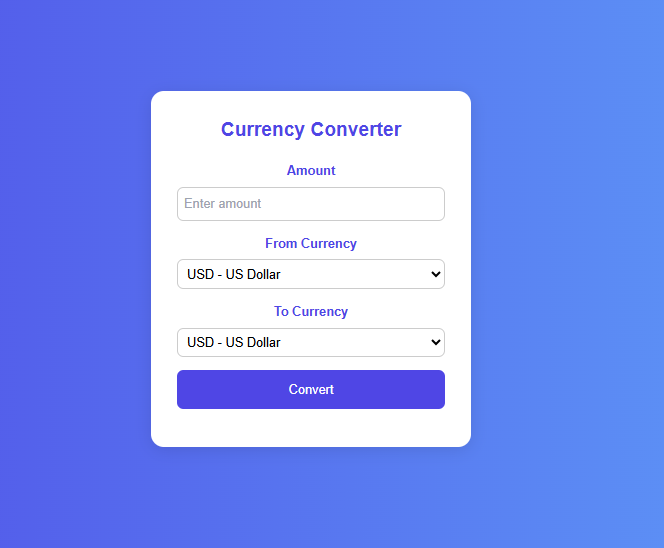 Currency Converter
Amount
Enter amount
From Currency
USD - US Dollar
To Currency
USD - US Dollar
Convert